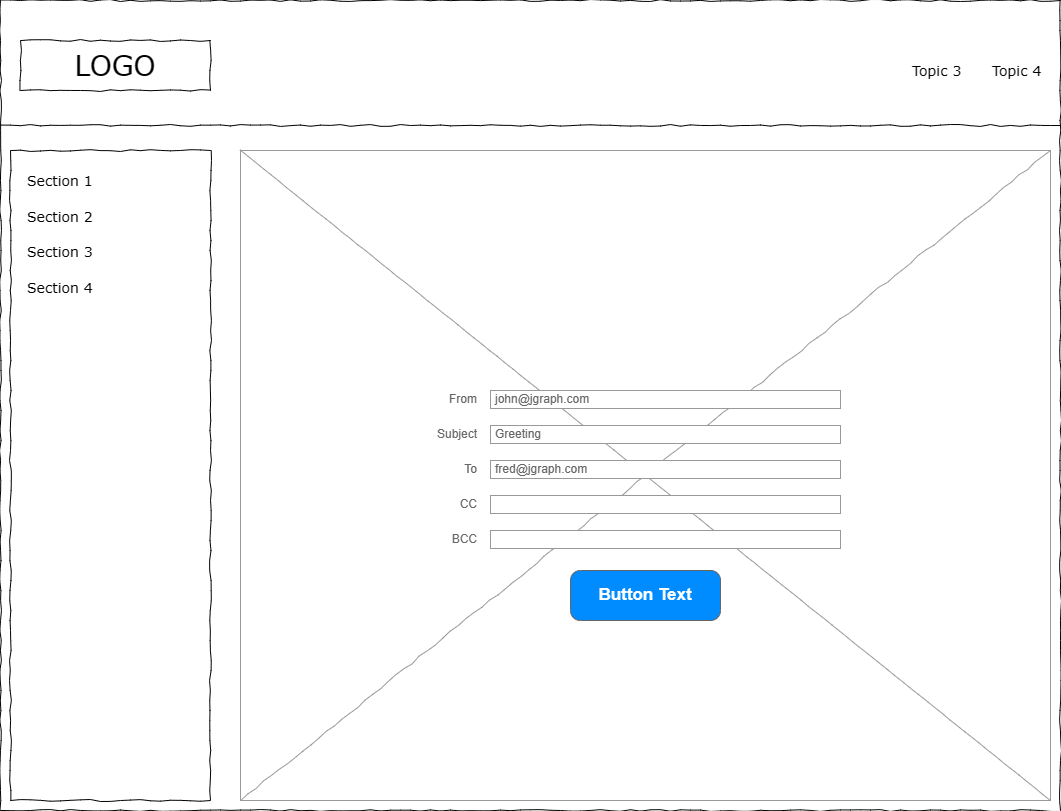 LOGO
Topic 3 Topic 4
Section 1
Section 2
Section 3
Section 4
From john@jgraph.com
Subject Greeting
To fred@jgraph.com
CC
BCC
Button Text